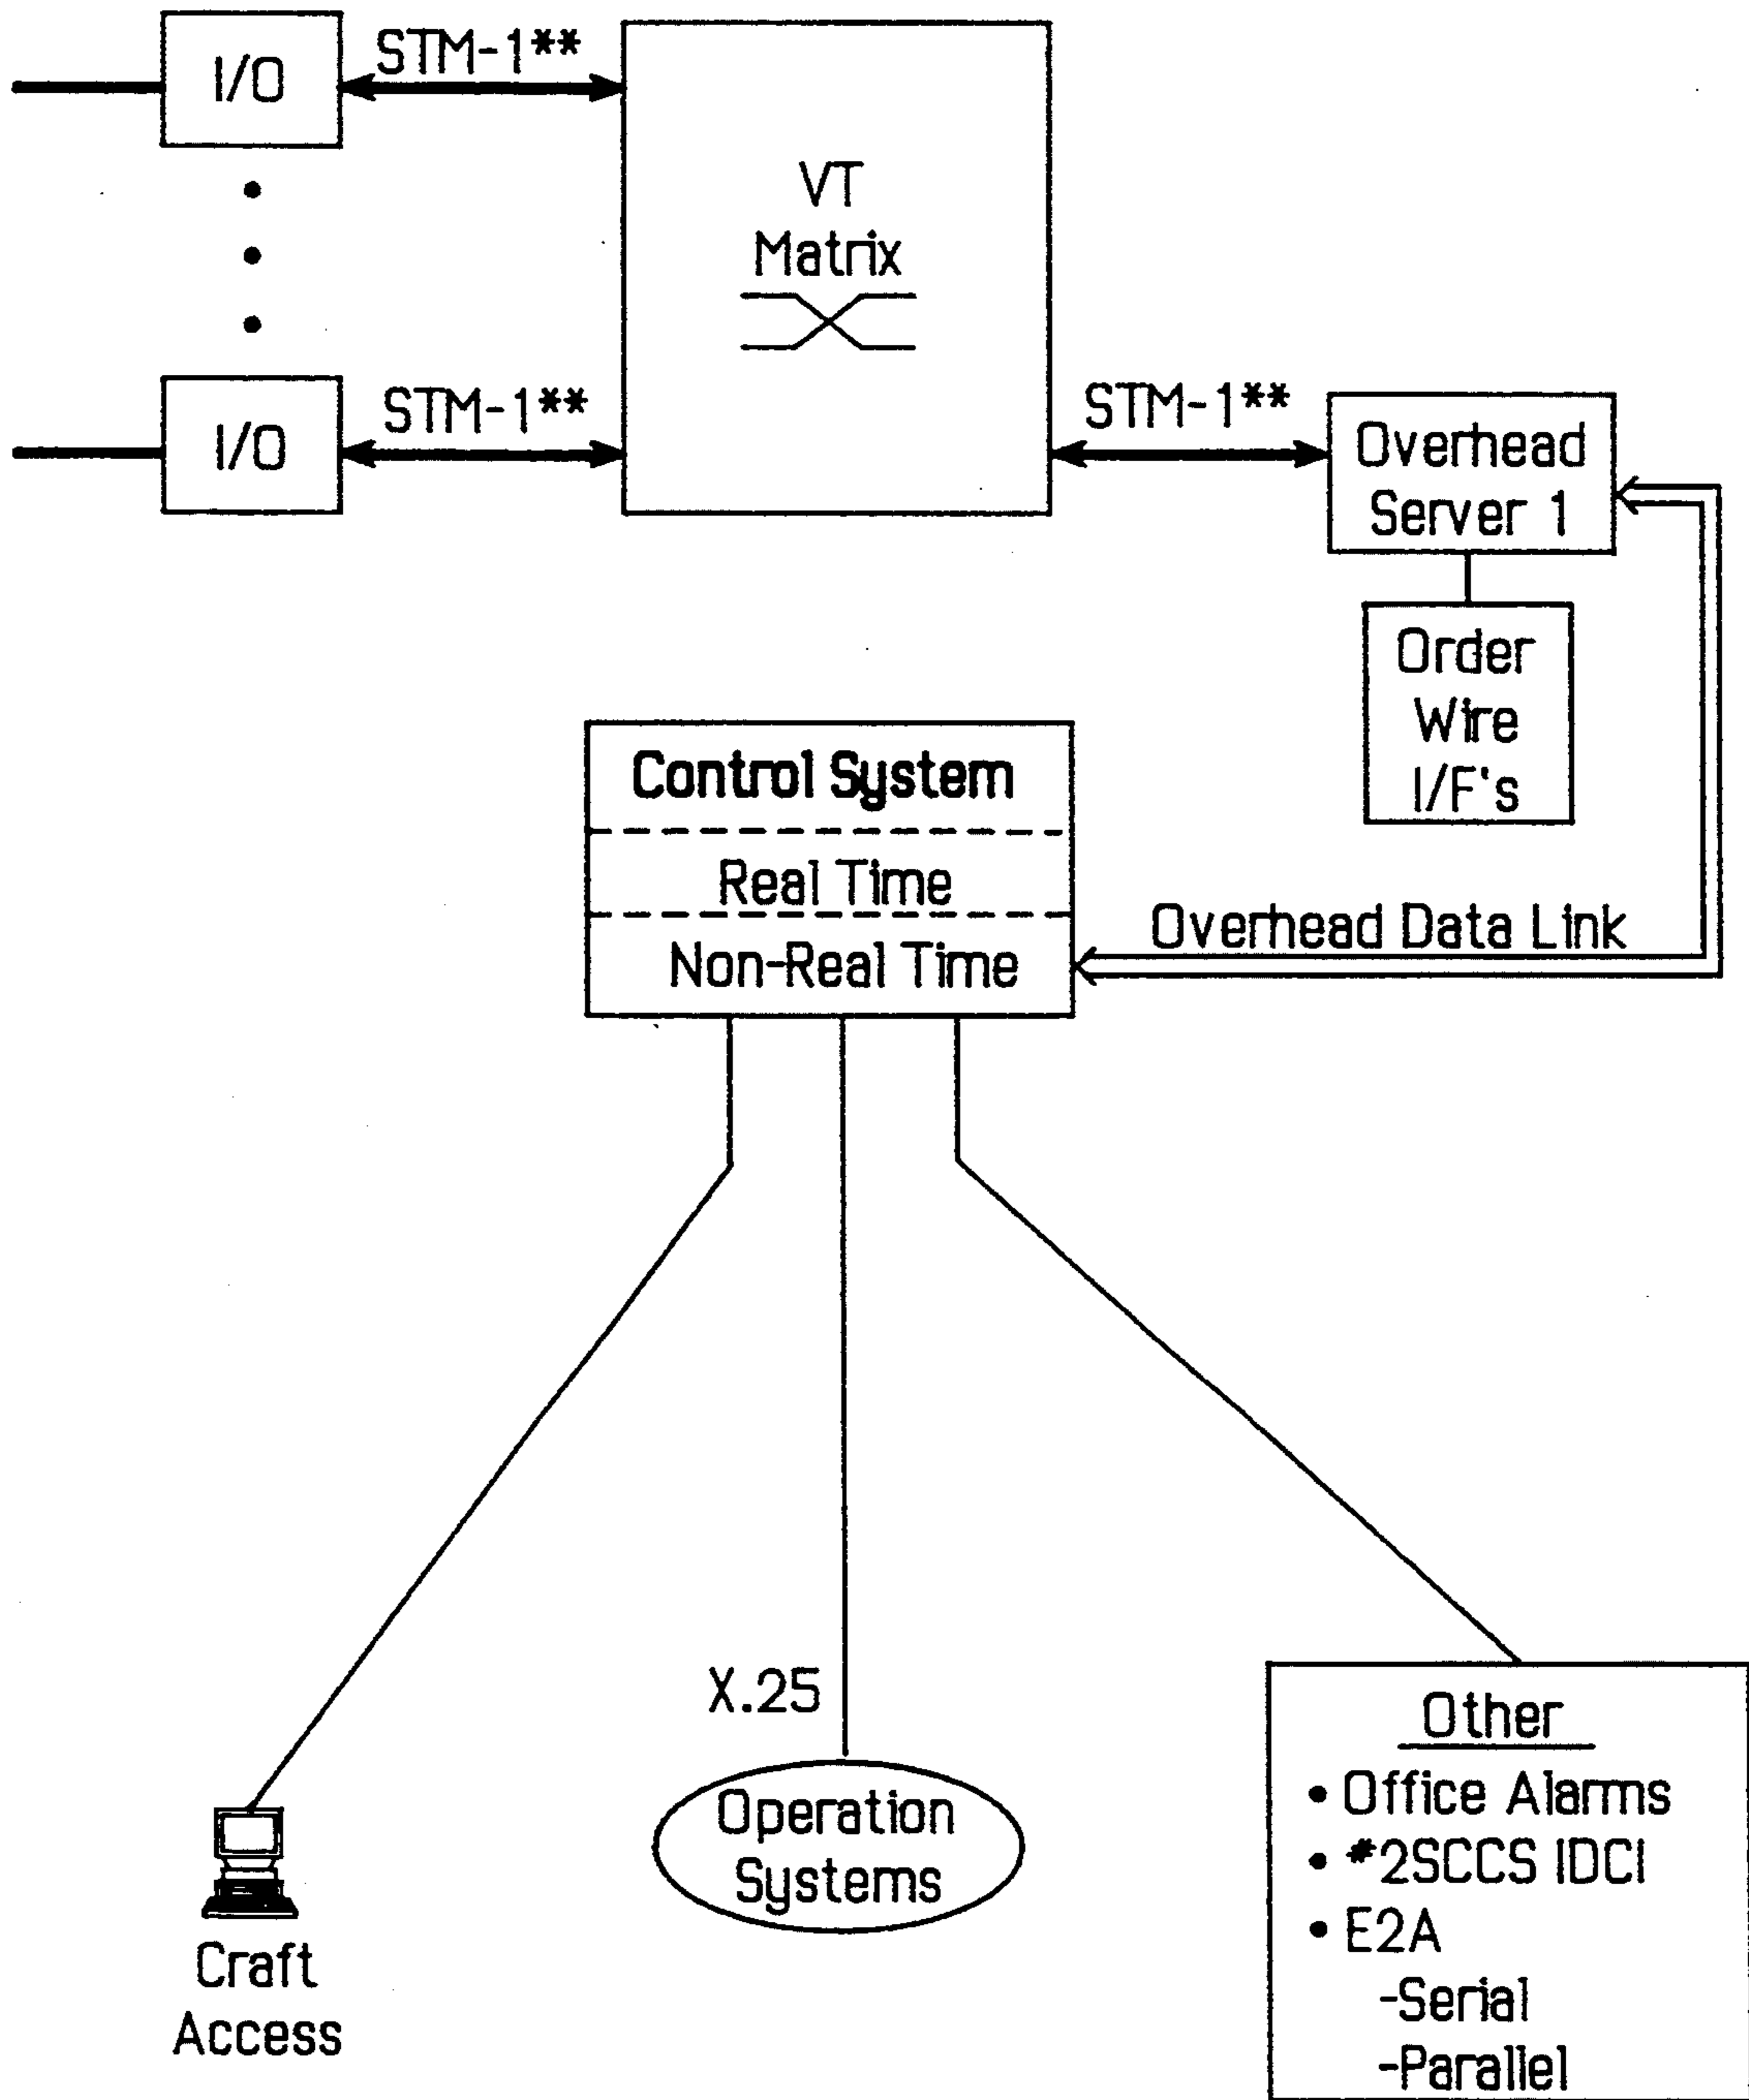 I/O
STM-1**
VT
Matrix
I/O
STM-1**
STM-1**
Overhead
Server 1
Order
Wire
I/F's
Control System
Real Time
Non-Real Time
Overhead Data Link
X.25
Operation
Systems
Craft
Access
Other
• Office Alarms
• #2SCCS IDCI
• E2A
-Serial
-Parallel